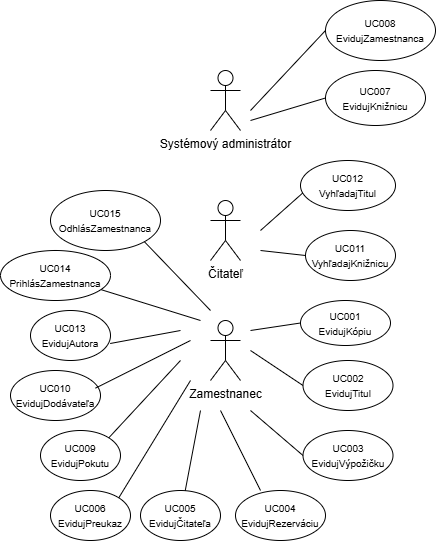 UC008
EvidujZamestnanca
UC007
EvidujKnižnicu
Systémový administrátor
UC012
VyhľadajTitul
UC015
OdhlásZamestnanca
UC011
VyhľadajKnižnicu
Čitateľ
UC014
PrihlásZamestnanca
UC001
EvidujKópiu
UC013
EvidujAutora
UC002
EvidujTitul
UC010
EvidujDodávateľa
Zamestnanec
UC003
EvidujVýpožičku
UC009
EvidujPokutu
UC006
EvidujPreukaz
UC005
EvidujČitateľa
UC004
EvidujRezerváciu